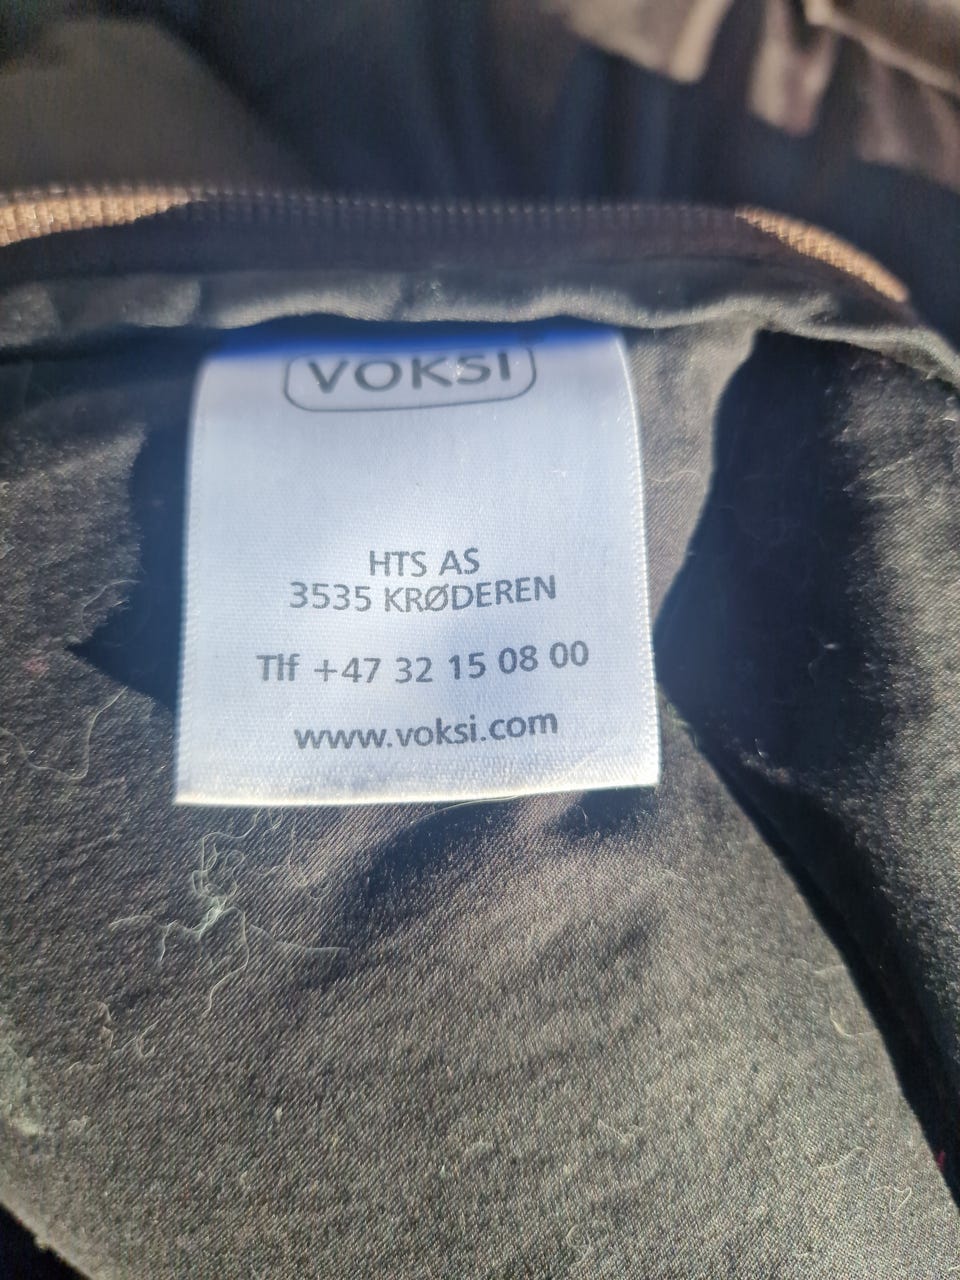 VOKSI
HTS AS
3535 KRØDEREN
Tlf +47 32 15 08 00
www.voksi.com